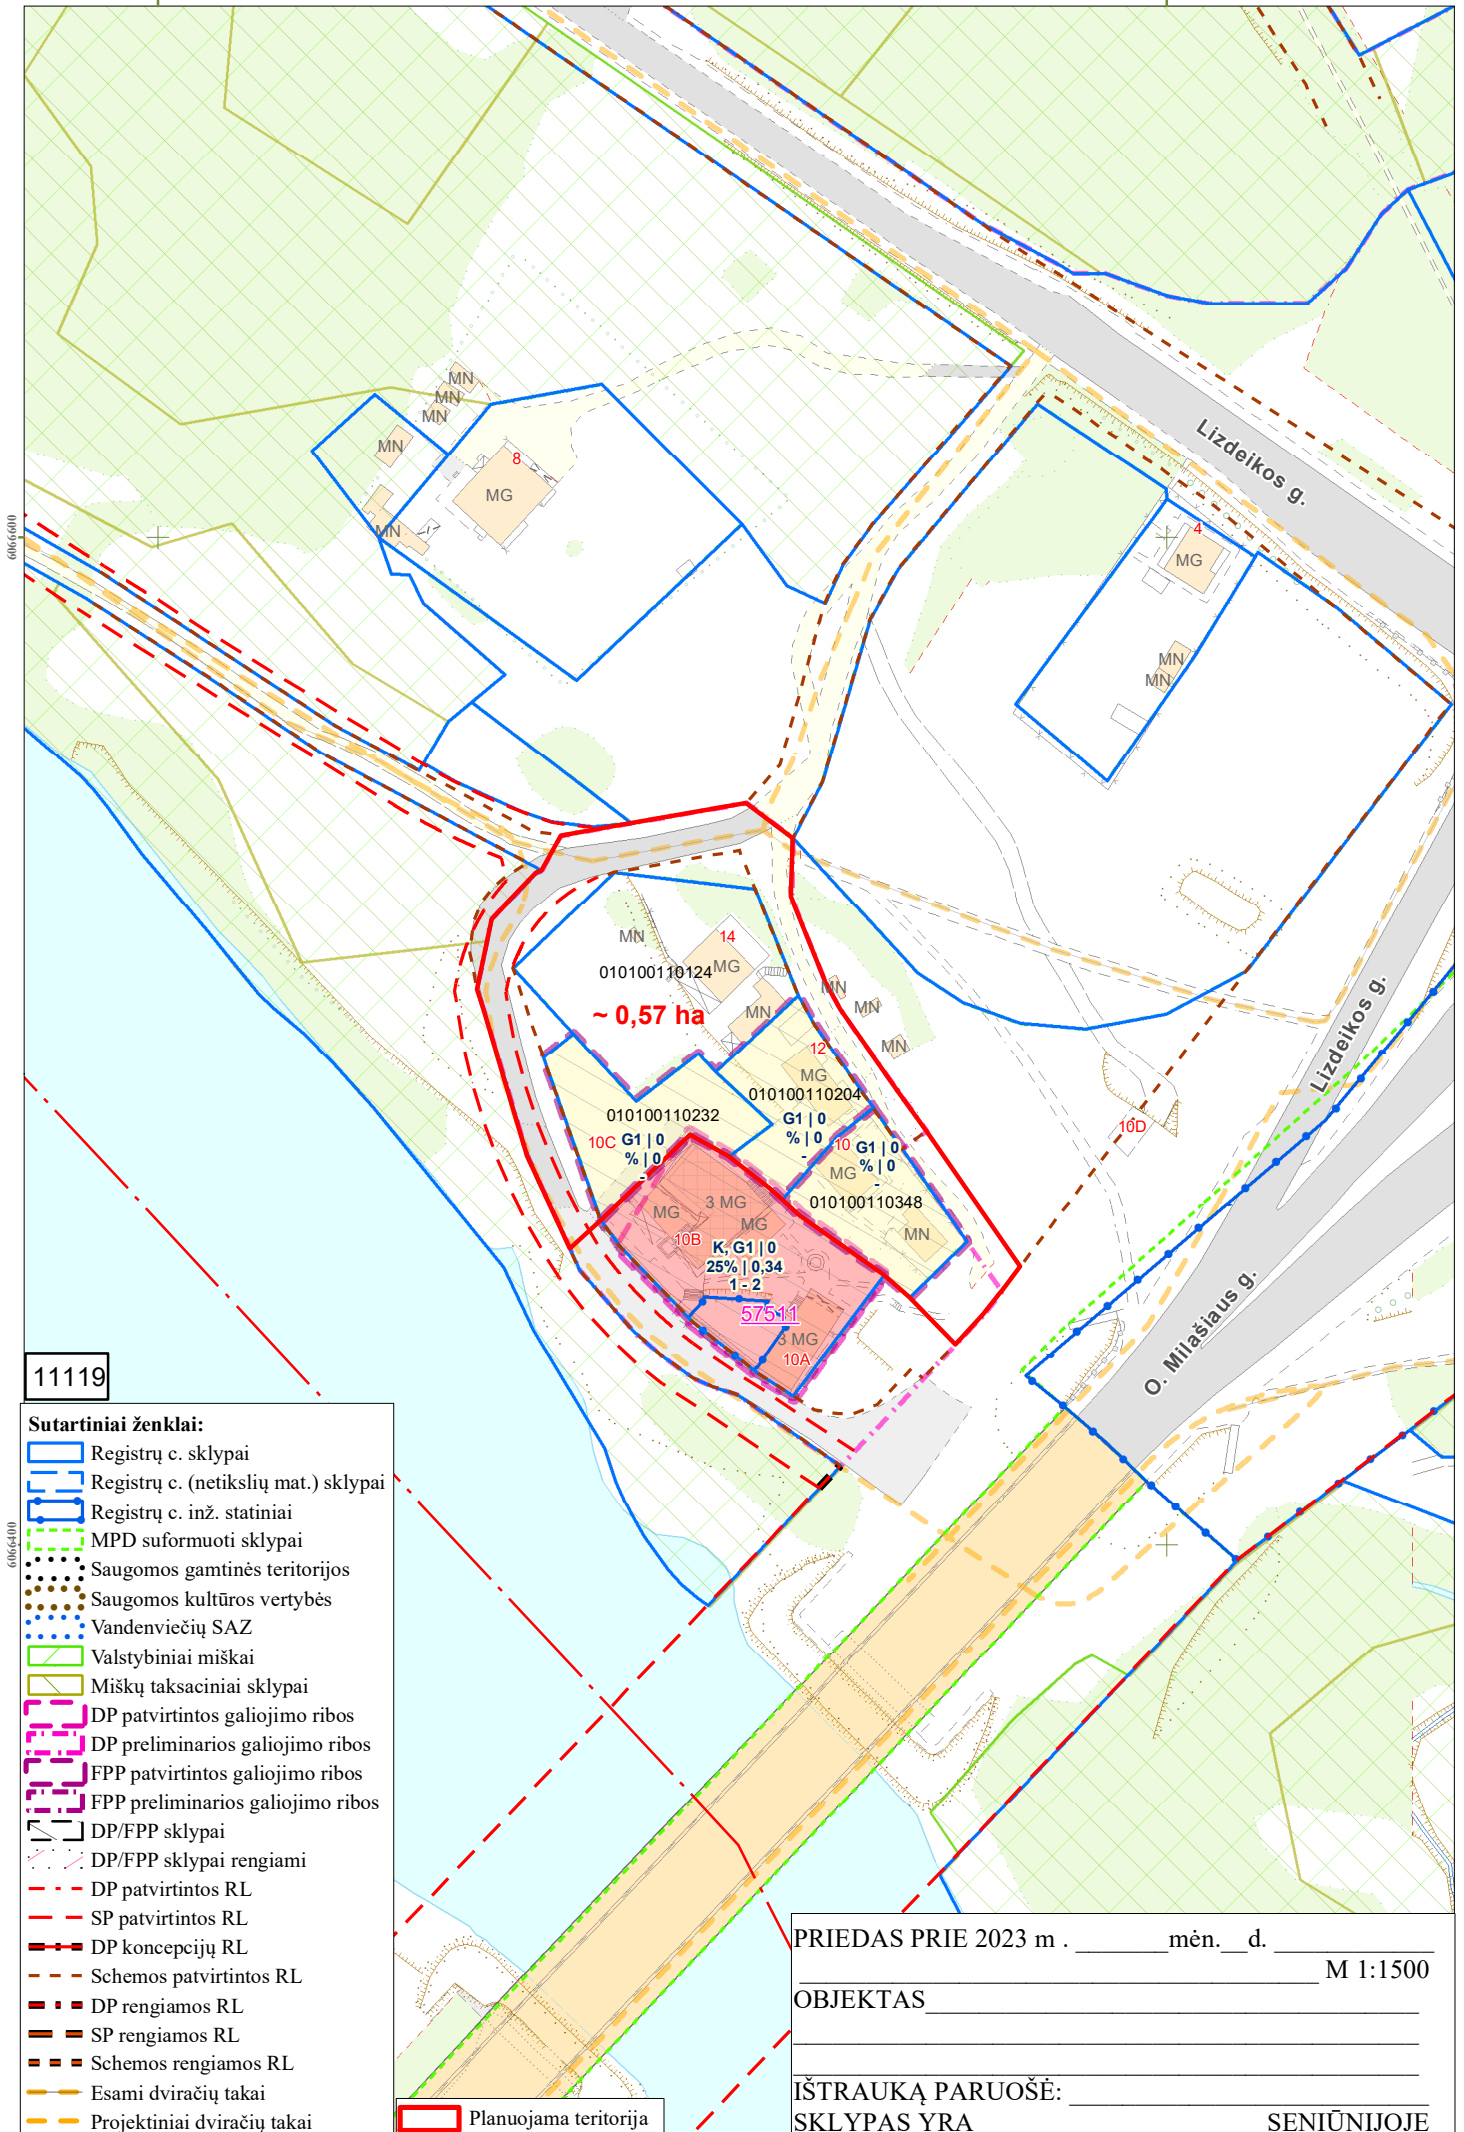 Lizdeikos g.
MN
MN
MN
MN
8
MG
MN
6066600
4
MG
MN
MN
1
MN
14
MG
010100110124
MN
~ 0,57 ha
MN
MN
MN
12
MG
010100110204
G1 | 0
% | 0
-
010100110232
10C
G1 | 0
% | 0
-
10
G1 | 0
% | 0
-
MG
010100110348
MN
10D
Lizdeikos g.
3 MG
MG
MG
10B
K, G1 | 0
25% | 0,34
1 - 2
57511
3 MG
10A
O. Milašiaus g.
11119
6066400
Sutartiniai ženklai:
Registrų c. sklypai
Registrų c. (netikslių mat.) sklypai
Registrų c. inž. statiniai
MPD suformuoti sklypai
Saugomos gamtinės teritorijos
Saugomos kultūros vertybės
Vandenviečių SAZ
Valstybiniai miškai
Miškų taksaciniai sklypai
DP patvirtintos galiojimo ribos
DP preliminarios galiojimo ribos
FPP patvirtintos galiojimo ribos
FPP preliminarios galiojimo ribos
DP/FPP sklypai
DP/FPP sklypai rengiami
DP patvirtintos RL
SP patvirtintos RL
DP koncepcijų RL
Schemos patvirtintos RL
DP rengiamos RL
SP rengiamos RL
Schemos rengiamos RL
Esami dviračių takai
Projektiniai dviračių takai
Planuojama teritorija
PRIEDAS PRIE 2023 m . _______mėn.__d. ____________
_______________________________________ M 1:1500
OBJEKTAS_____________________________________
IŠTRAUKĄ PARUOŠĖ: ___________________________
SKLYPAS YRA SENIŪNIJOJE